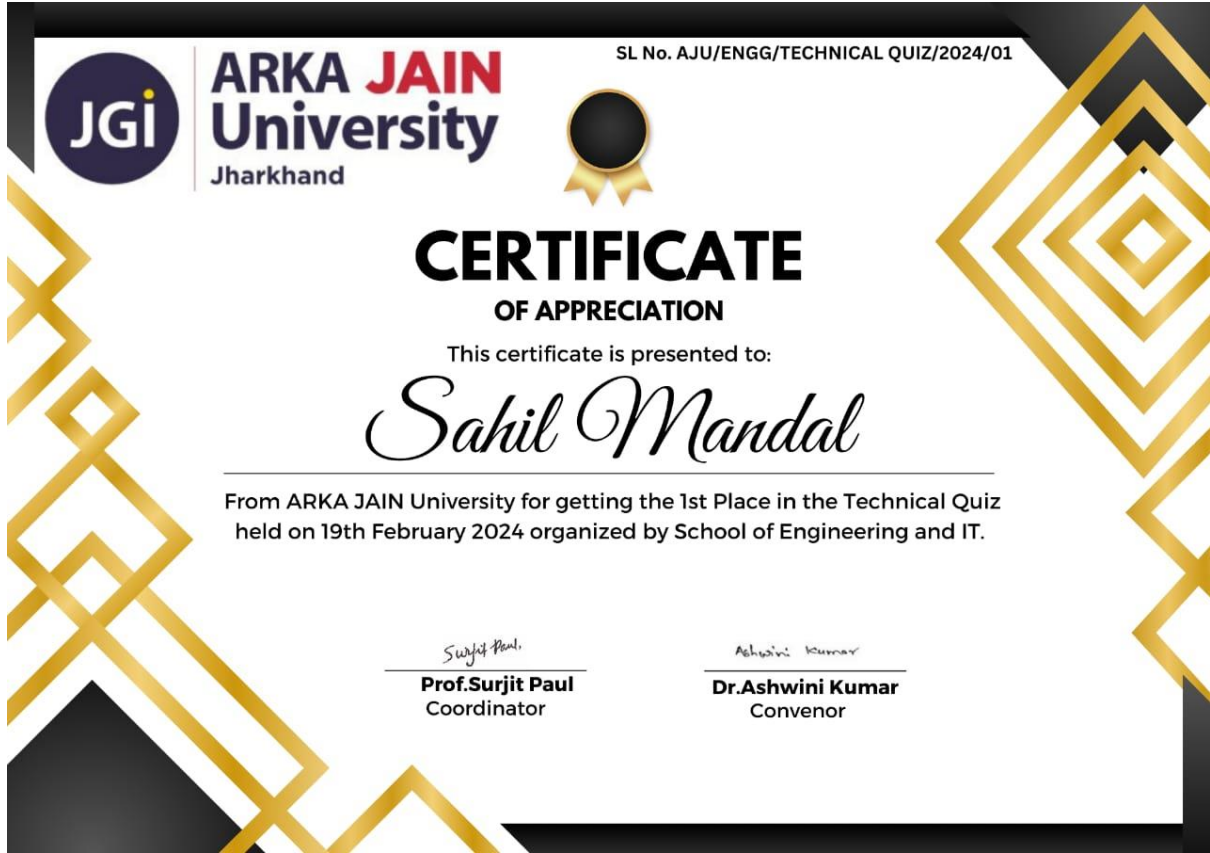 SL No. AJU/ENGG/TECHNICAL QUIZ/2024/01
JGi
ARKA JAIN
University
Jharkhand
CERTIFICATE
OF APPRECIATION
This certificate is presented to:
Sahil Mandal
From ARKA JAIN University for getting the 1st Place in the Technical Quiz
held on 19th February 2024 organized by School of Engineering and IT.
Surjit Paul,
Prof.Surjit Paul
Coordinator
Ashwini Kumar
Dr.Ashwini Kumar
Convenor